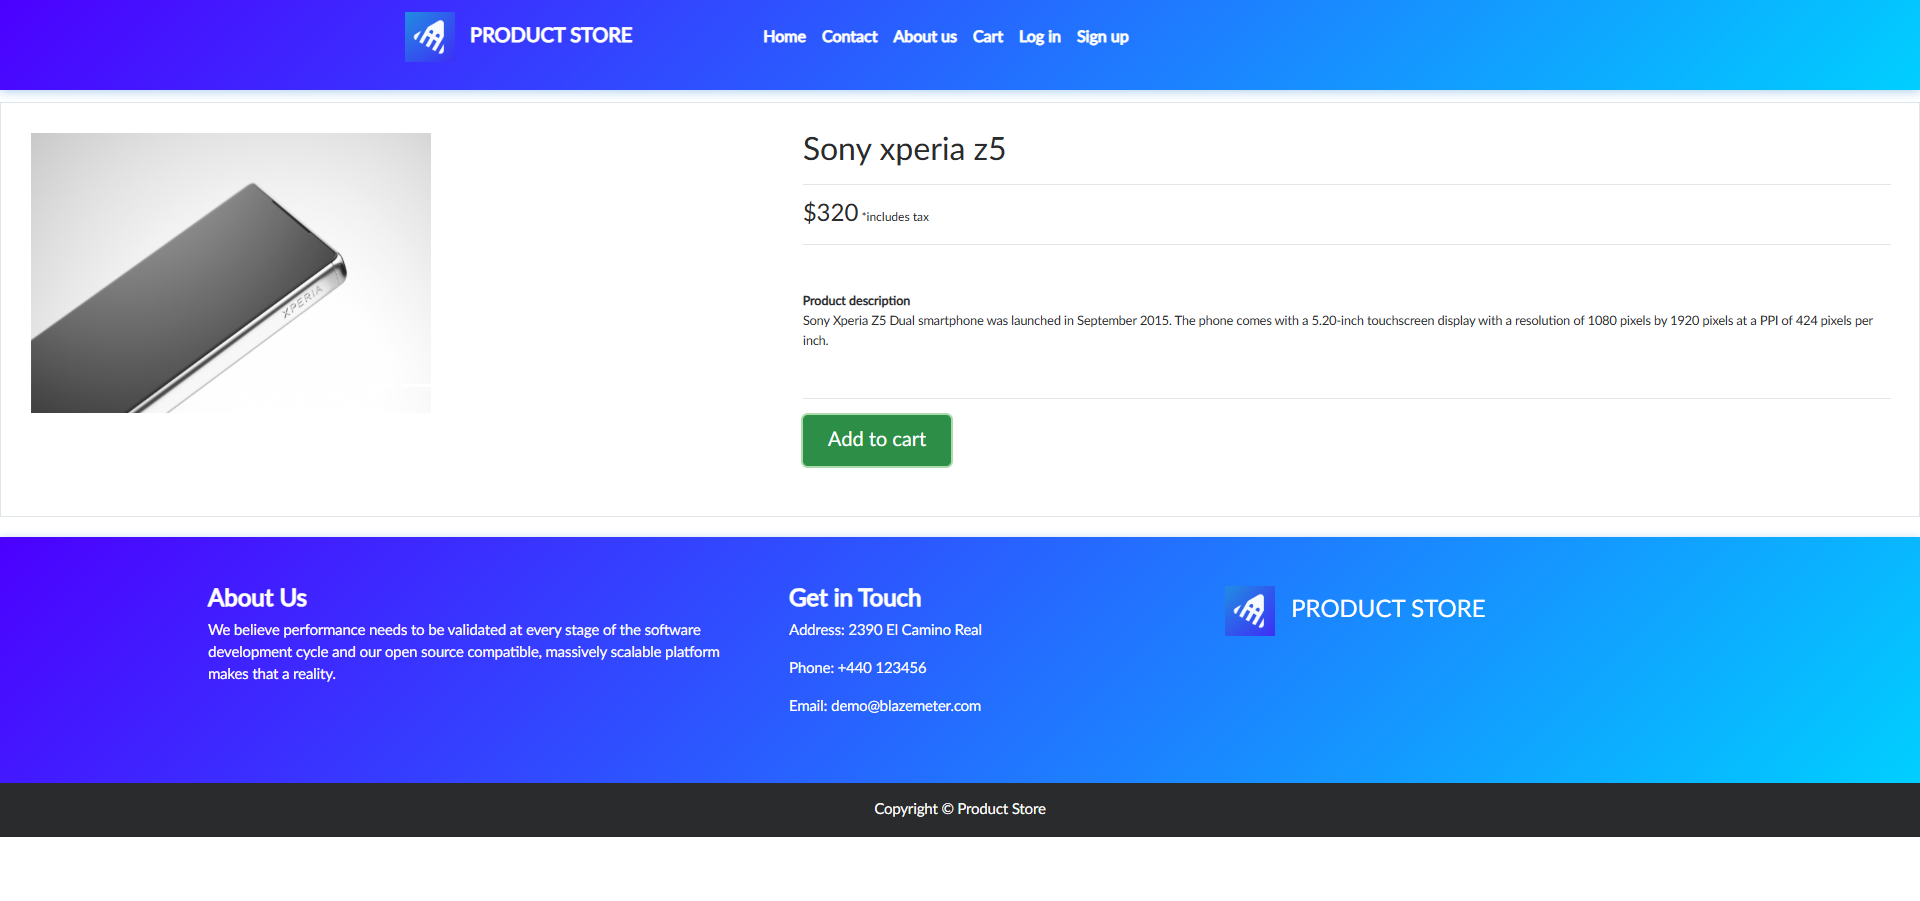 PRODUCT STORE
Home Contact About us Cart Log in Sign up
Sony xperia z5
$320 *includes tax
XPERIA
Product description
Sony Xperia Z5 Dual smartphone was launched in September 2015. The phone comes with a 5.20-inch touchscreen display with a resolution of 1080 pixels by 1920 pixels at a PPI of 424 pixels per
inch.
Add to cart
About Us
We believe performance needs to be validated at every stage of the software
development cycle and our open source compatible, massively scalable platform
makes that a reality.
Get in Touch
Address: 2390 El Camino Real
Phone: +440 123456
Email: demo@blazemeter.com
PRODUCT STORE
Copyright © Product Store